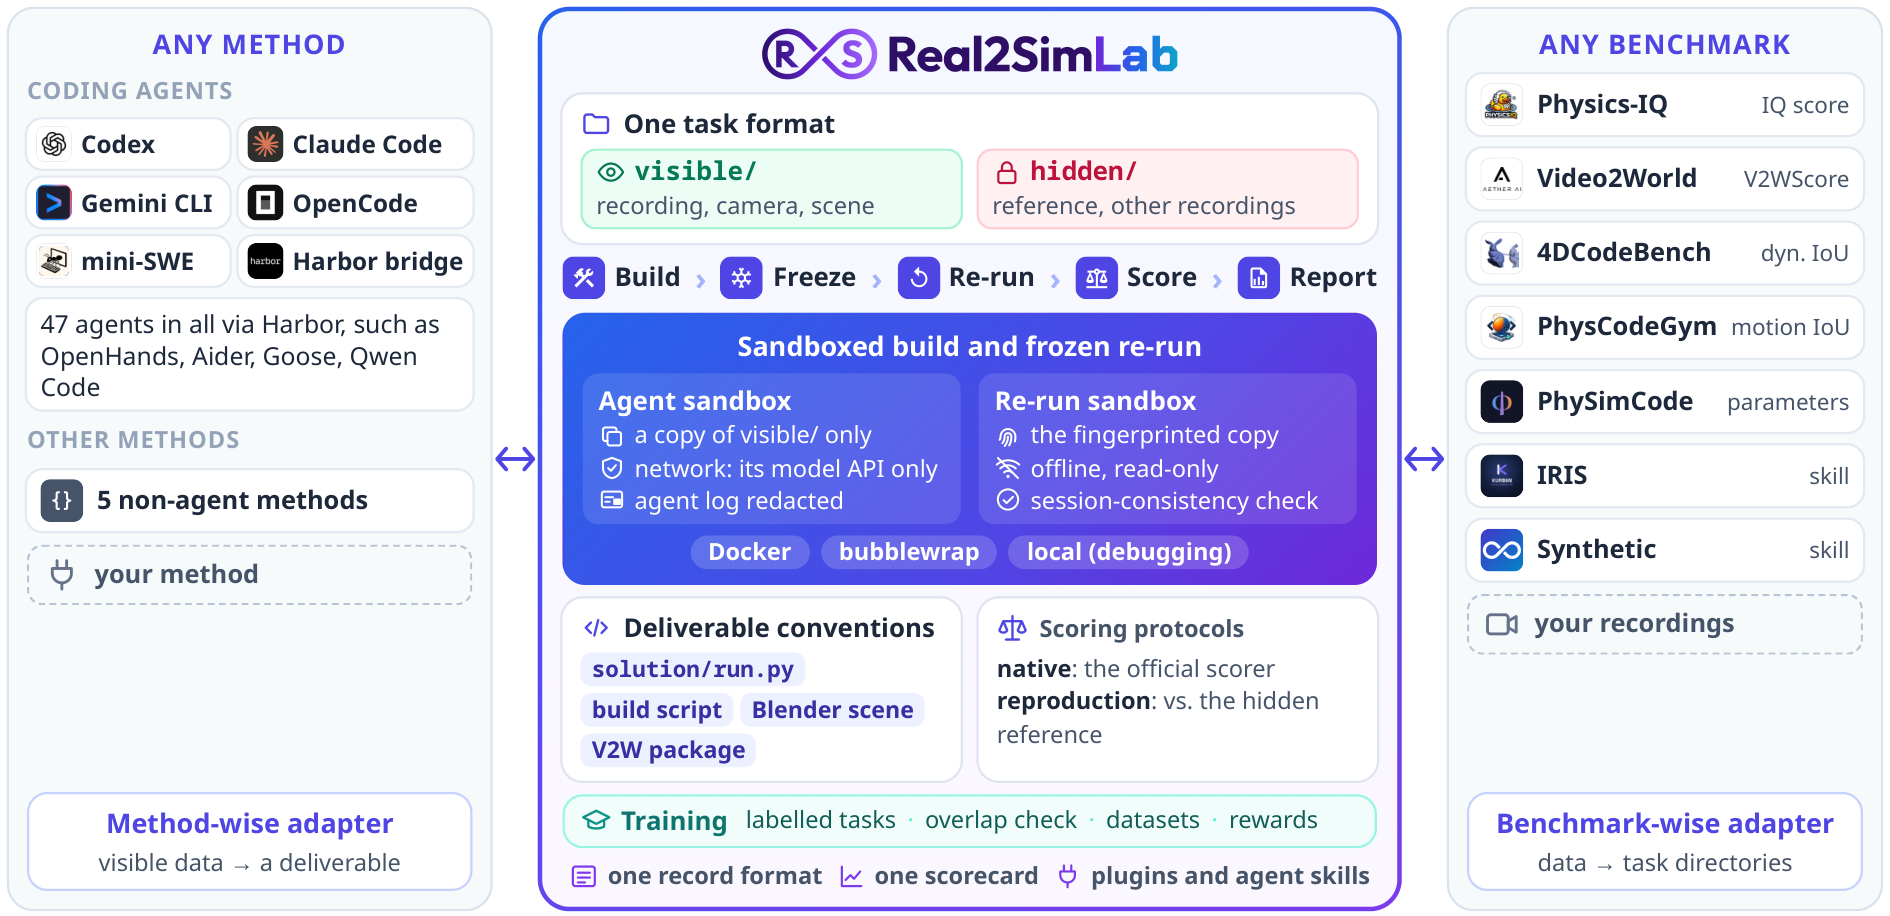 ANY METHOD
CODING AGENTS
Codex
Claude Code
Gemini CLI
OpenCode
mini-SWE
harbor
Harbor bridge
47 agents in all via Harbor, such as
OpenHands, Aider, Goose, Qwen
Code
OTHER METHODS
{} 5 non-agent methods
your method
Method-wise adapter
visible data → a deliverable
R S Real2SimLab
One task format
visible/
recording, camera, scene
hidden/
reference, other recordings
Build › Freeze › Re-run › Score › Report
Sandboxed build and frozen re-run
Agent sandbox
a copy of visible/ only
network: its model API only
agent log redacted
Re-run sandbox
the fingerprinted copy
offline, read-only
session-consistency check
Docker
bubblewrap
local (debugging)
</> Deliverable conventions
solution/run.py
build script
Blender scene
V2W package
Scoring protocols
native: the official scorer
reproduction: vs. the hidden
reference
Training labelled tasks · overlap check · datasets · rewards
one record format
one scorecard
plugins and agent skills
ANY BENCHMARK
PHYSICSIQ
Physics-IQ IQ score
AETHER AI
Video2World V2WScore
4DCodeBench dyn. IoU
PhysCodeGym motion IoU
ϕ PhySimCode parameters
IRIS skill
Synthetic skill
your recordings
Benchmark-wise adapter
data → task directories